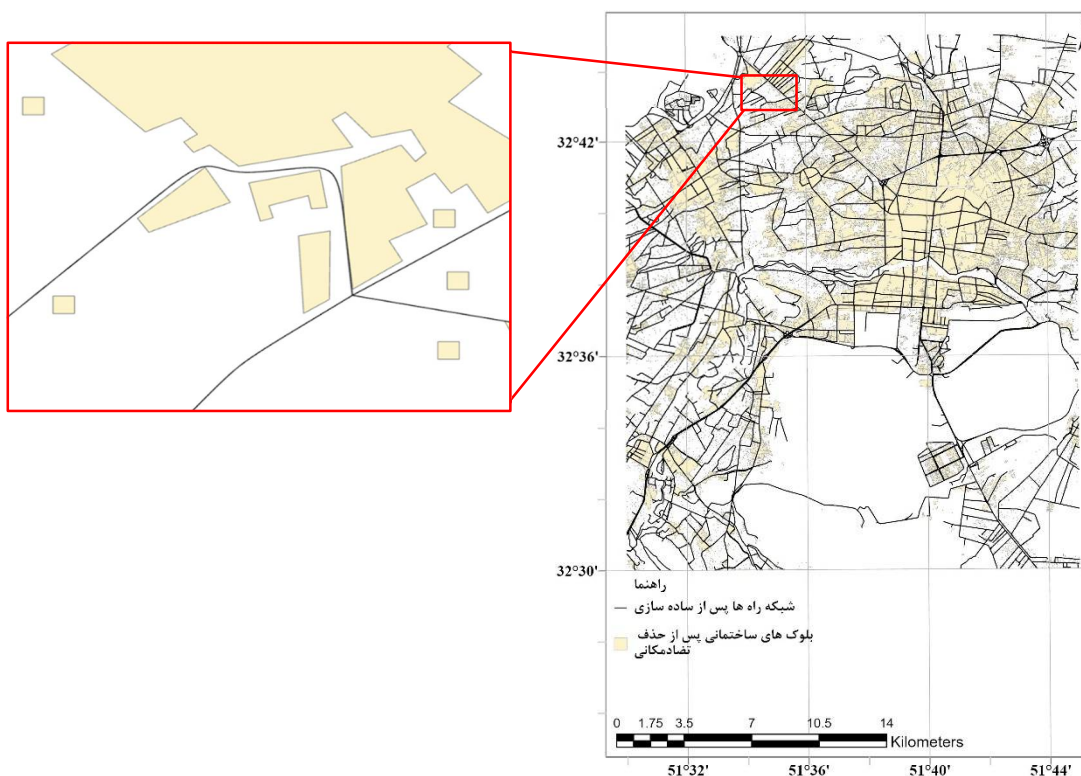 32°42'
32°36'
32°30'
راهنما
شبکه راه ها پس از ساده سازی
بلوک های ساختمانی پس از حذف
تضادمکانی
0 1.75 3.5 7 10.5 14
Kilometers
51°32' 51°36' 51°40' 51°44'